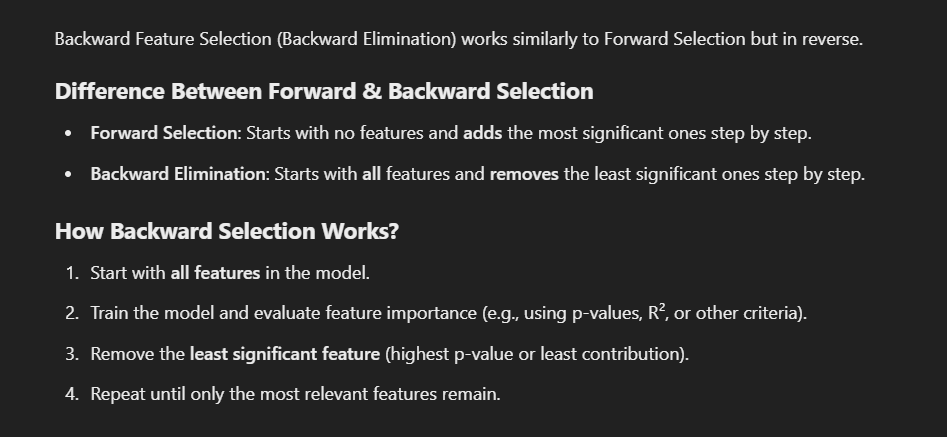 Backward Feature Selection (Backward Elimination) works similarly to Forward Selection but in reverse.
Difference Between Forward & Backward Selection
• Forward Selection: Starts with no features and adds the most significant ones step by step.
• Backward Elimination: Starts with all features and removes the least significant ones step by step.
How Backward Selection Works?
1. Start with all features in the model.
2. Train the model and evaluate feature importance (e.g., using p-values, R², or other criteria).
3. Remove the least significant feature (highest p-value or least contribution).
4. Repeat until only the most relevant features remain.